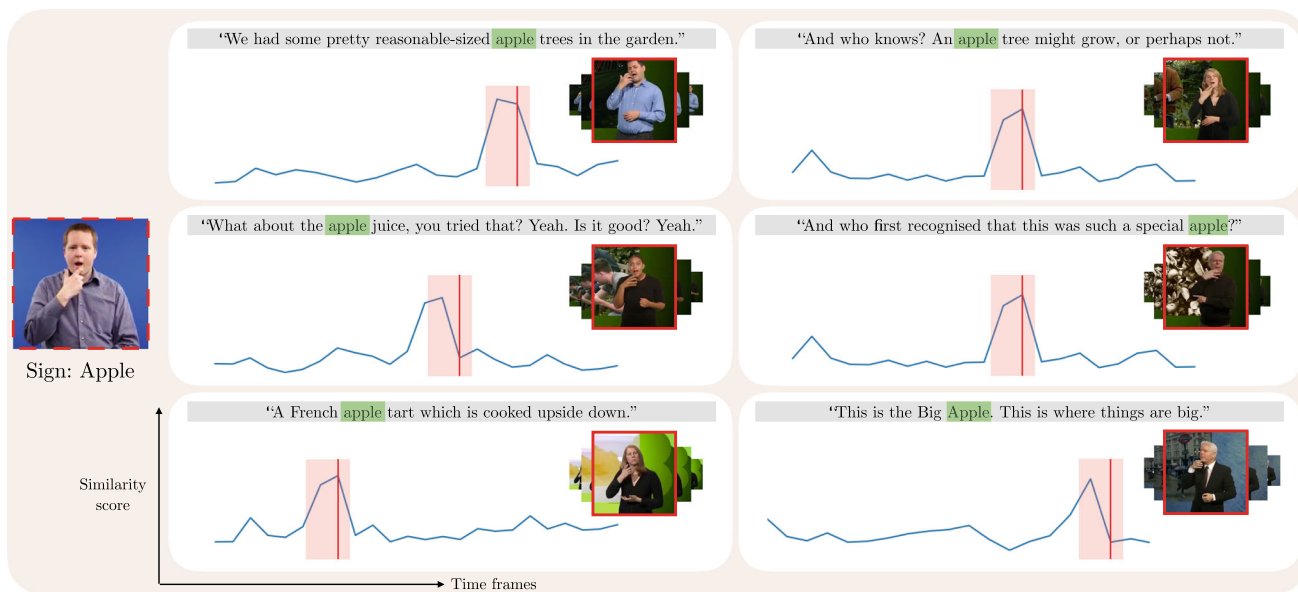 “We had some pretty reasonable-sized apple trees in the garden.”
“And who knows? An apple tree might grow, or perhaps not.”
“What about the apple juice, you tried that? Yeah. Is it good? Yeah.”
“And who first recognised that this was such a special apple?”
Sign: Apple
“A French apple tart which is cooked upside down.”
“This is the Big Apple. This is where things are big.”
Similarity
score
Time frames